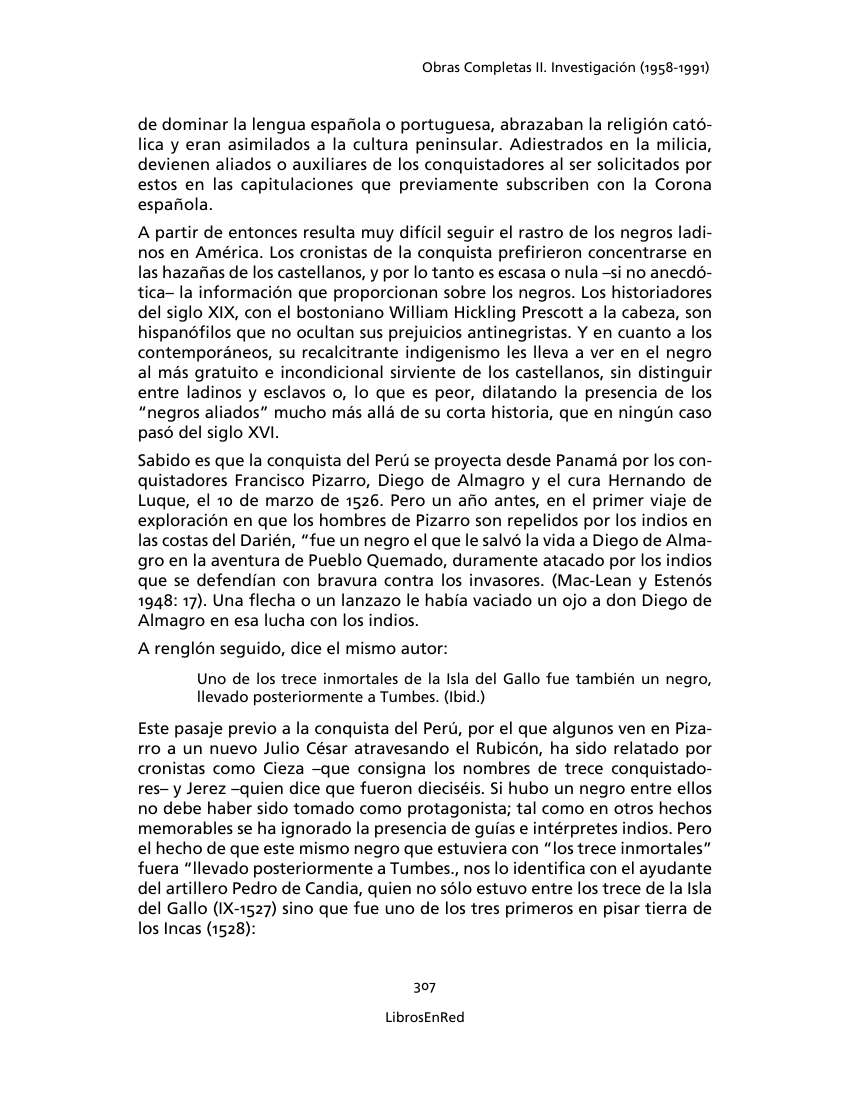 Obras Completas II. Investigación (1958-1991)
de dominar la lengua española o portuguesa, abrazaban la religión cató-
lica y eran asimilados a la cultura peninsular. Adiestrados en la milicia,
devienen aliados o auxiliares de los conquistadores al ser solicitados por
estos en las capitulaciones que previamente subscriben con la Corona
española.
A partir de entonces resulta muy difícil seguir el rastro de los negros ladi-
nos en América. Los cronistas de la conquista prefirieron concentrarse en
las hazañas de los castellanos, y por lo tanto es escasa o nula –si no anecdó-
tica– la información que proporcionan sobre los negros. Los historiadores
del siglo XIX, con el bostoniano William Hickling Prescott a la cabeza, son
hispanófilos que no ocultan sus prejuicios antinegristas. Y en cuanto a los
contemporáneos, su recalcitrante indigenismo les lleva a ver en el negro
al más gratuito e incondicional sirviente de los castellanos, sin distinguir
entre ladinos y esclavos o, lo que es peor, dilatando la presencia de los
“negros aliados” mucho más allá de su corta historia, que en ningún caso
pasó del siglo XVI.
Sabido es que la conquista del Perú se proyecta desde Panamá por los con-
quistadores Francisco Pizarro, Diego de Almagro y el cura Hernando de
Luque, el 10 de marzo de 1526. Pero un año antes, en el primer viaje de
exploración en que los hombres de Pizarro son repelidos por los indios en
las costas del Darién, “fue un negro el que le salvó la vida a Diego de Alma-
gro en la aventura de Pueblo Quemado, duramente atacado por los indios
que se defendían con bravura contra los invasores. (Mac-Lean y Estenós
1948: 17). Una flecha o un lanzazo le había vaciado un ojo a don Diego de
Almagro en esa lucha con los indios.
A renglón seguido, dice el mismo autor:
Uno de los trece inmortales de la Isla del Gallo fue también un negro,
llevado posteriormente a Tumbes. (Ibid.)
Este pasaje previo a la conquista del Perú, por el que algunos ven en Piza-
rro a un nuevo Julio César atravesando el Rubicón, ha sido relatado por
cronistas como Cieza –que consigna los nombres de trece conquistado-
res– y Jerez –quien dice que fueron dieciséis. Si hubo un negro entre ellos
no debe haber sido tomado como protagonista; tal como en otros hechos
memorables se ha ignorado la presencia de guías e intérpretes indios. Pero
el hecho de que este mismo negro que estuviera con “los trece inmortales”
fuera “llevado posteriormente a Tumbes., nos lo identifica con el ayudante
del artillero Pedro de Candia, quien no sólo estuvo entre los trece de la Isla
del Gallo (IX-1527) sino que fue uno de los tres primeros en pisar tierra de
los Incas (1528):
307
LibrosEnRed